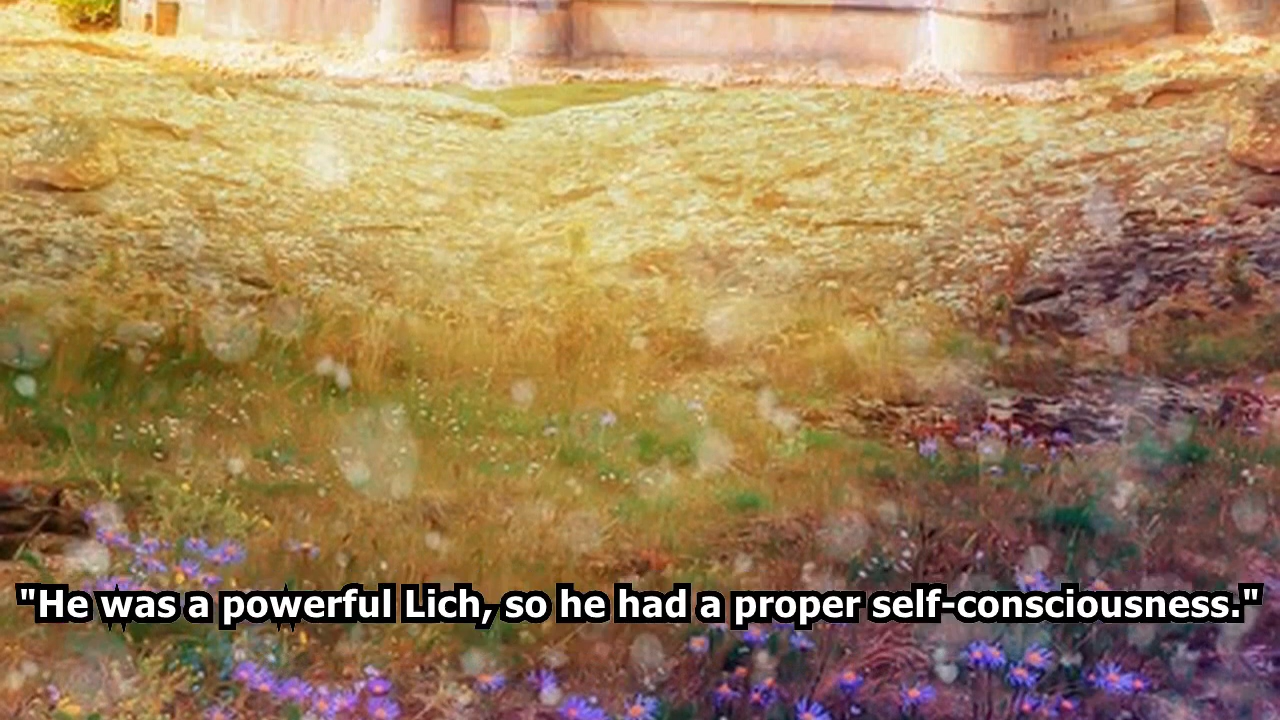 "He was a powerful Lich, so he had a proper self-consciousness."